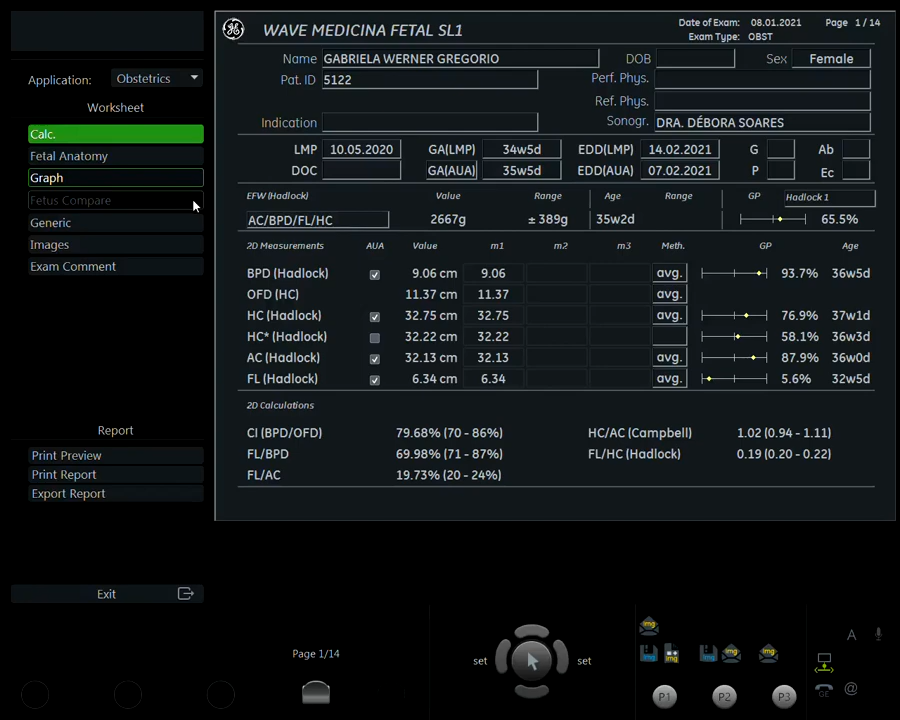 WAVE MEDICINA FETAL SL1
Date of Exam: 08.01.2021 Page 1 / 14
Exam Type: OBST
Name GABRIELA WERNER GREGORIO DOB Sex Female
Pat. ID 5122 Perf. Phys.
Ref. Phys.
Indication Sonogr. DRA. DÉBORA SOARES
LMP 10.05.2020 GA(LMP) 34w5d EDD(LMP) 14.02.2021 G Ab
DOC GA(AUA) 35w5d EDD(AUA) 07.02.2021 P Ec
EFW (Hadlock) Value Range Age Range GP Hadlock 1
AC/BPD/FL/HC 2667g ± 389g 35w2d 65.5%
2D Measurements AUA Value m1 m2 m3 Meth. GP Age
BPD (Hadlock) 9.06 cm 9.06 avg. 93.7% 36w5d
OFD (HC) 11.37 cm 11.37 avg.
HC (Hadlock) 32.75 cm 32.75 avg. 76.9% 37w1d
HC* (Hadlock) 32.22 cm 32.22 58.1% 36w3d
AC (Hadlock) 32.13 cm 32.13 avg. 87.9% 36w0d
FL (Hadlock) 6.34 cm 6.34 avg. 5.6% 32w5d
2D Calculations
CI (BPD/OFD) 79.68% (70 - 86%) HC/AC (Campbell) 1.02 (0.94 - 1.11)
FL/BPD 69.98% (71 - 87%) FL/HC (Hadlock) 0.19 (0.20 - 0.22)
FL/AC 19.73% (20 - 24%)
Application: Obstetrics
Worksheet
Calc.
Fetal Anatomy
Graph
Fetus Compare
Generic
Images
Exam Comment
Report
Print Preview
Print Report
Export Report
Exit
Page 1/14
set set
img
img img img
P1 P2 P3
A
GE @